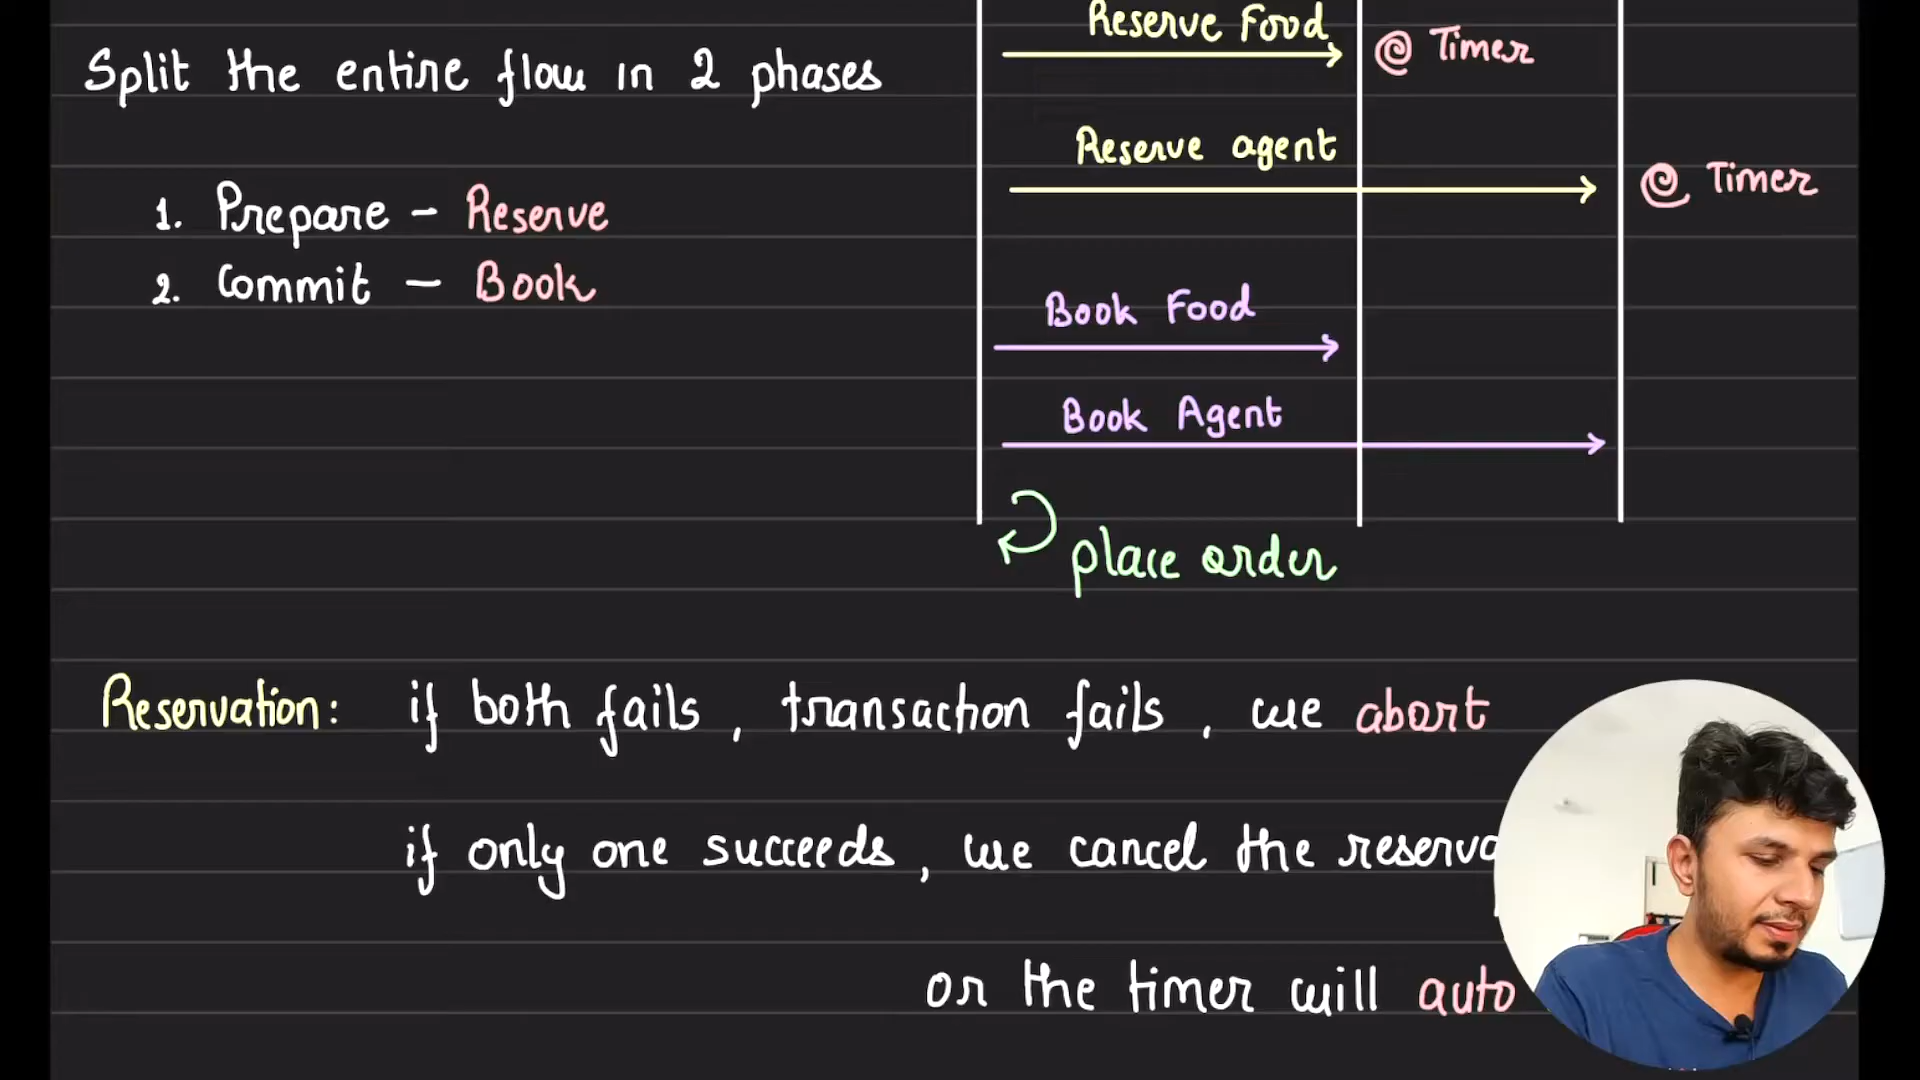 Reserve Food
@ Timer
Split the entire flow in 2 phases
Reserve agent
@ Timer
1. Prepare - Reserve
2. Commit - Book
Book Food
Book Agent
place order
Reservation: if both fails, transaction fails, we abort
if only one succeeds, we cancel the reserva
or the timer will auto